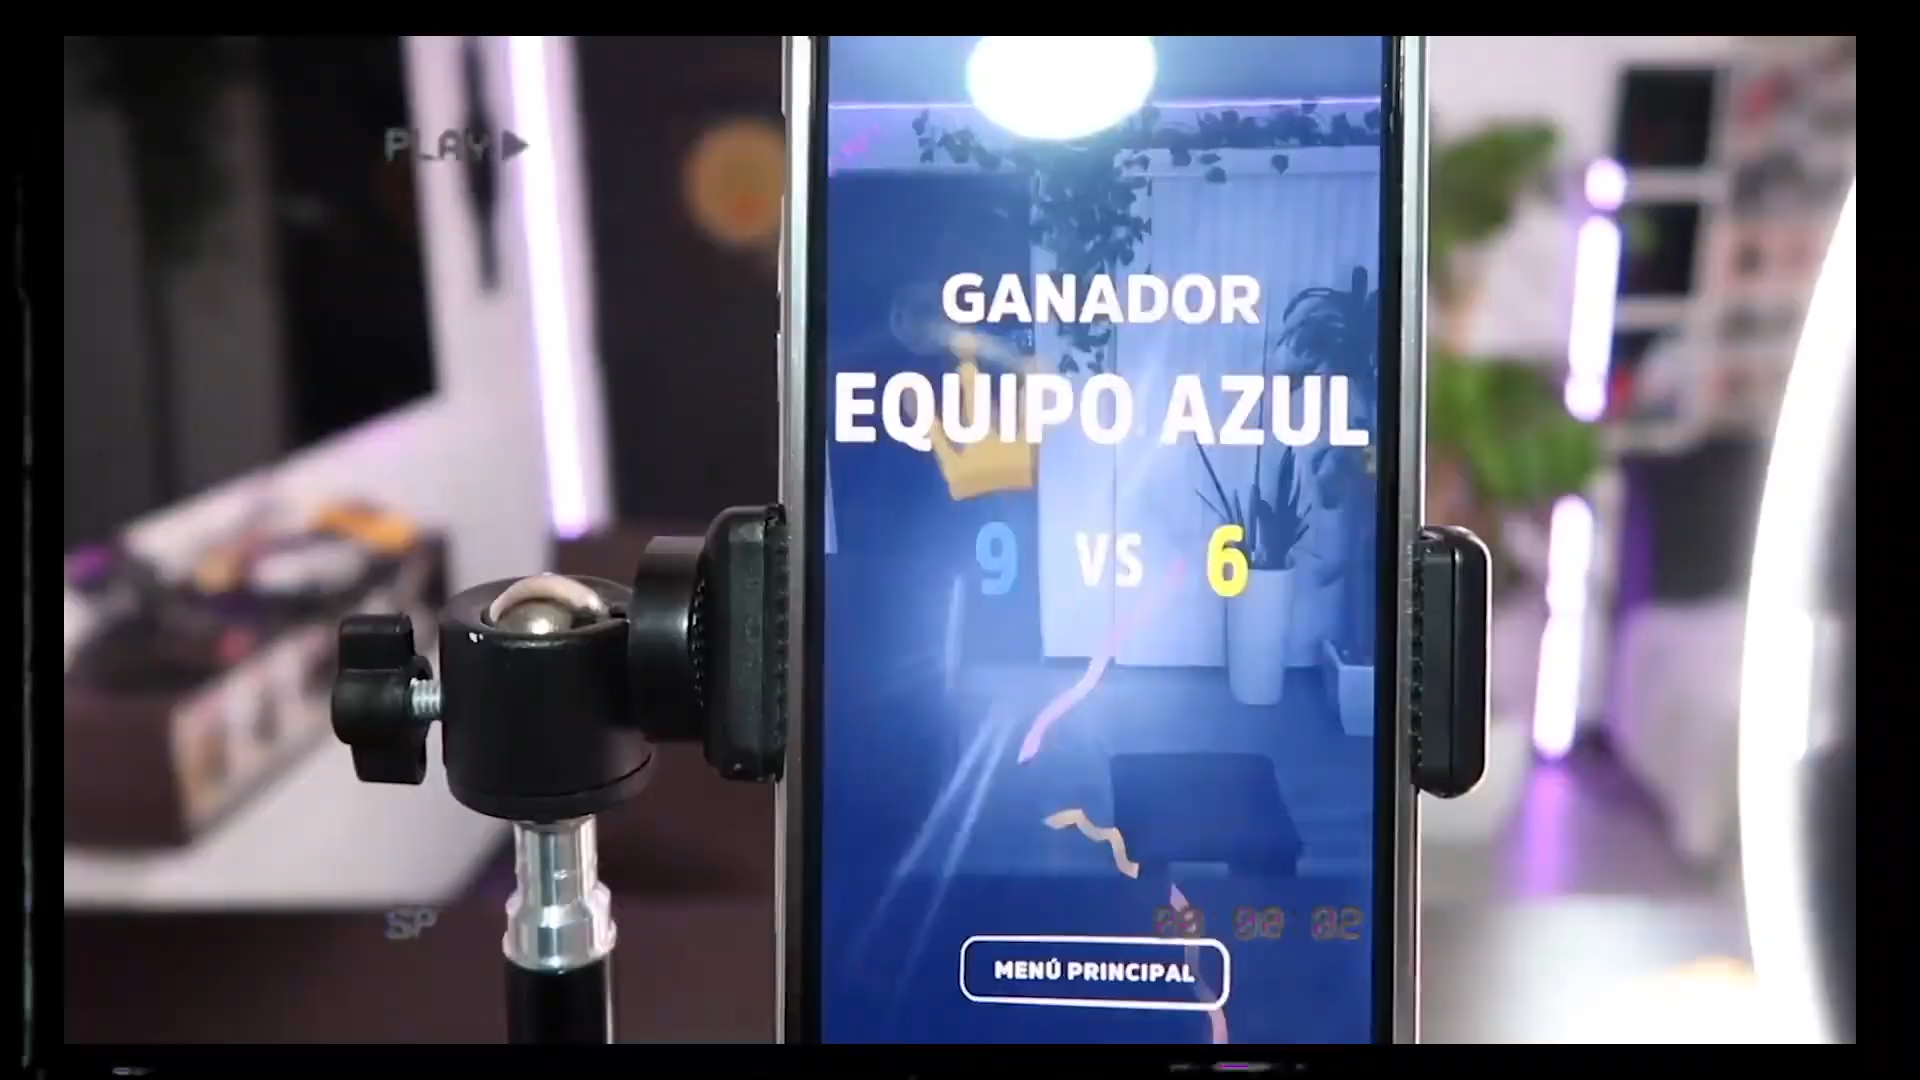 PLAY
GANADOR
EQUIPO AZUL
9 VS 6
SP
00:00:02
MENÚ PRINCIPAL